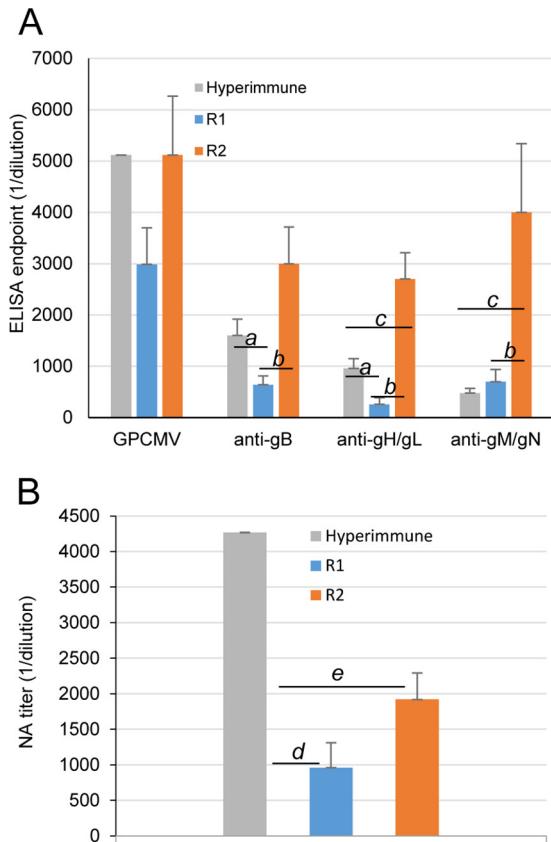 A
7000
6000
5000
4000
3000
2000
1000
0
ELISA endpoint (1/dilution)
Hyperimmune
R1
R2
a
b
c
a
b
c
b
GPCMV anti-gB anti-gH/gL anti-gM/gN
B
4500
4000
3500
3000
2500
2000
1500
1000
500
0
NA titer (1/dilution)
Hyperimmune
R1
R2
e
d